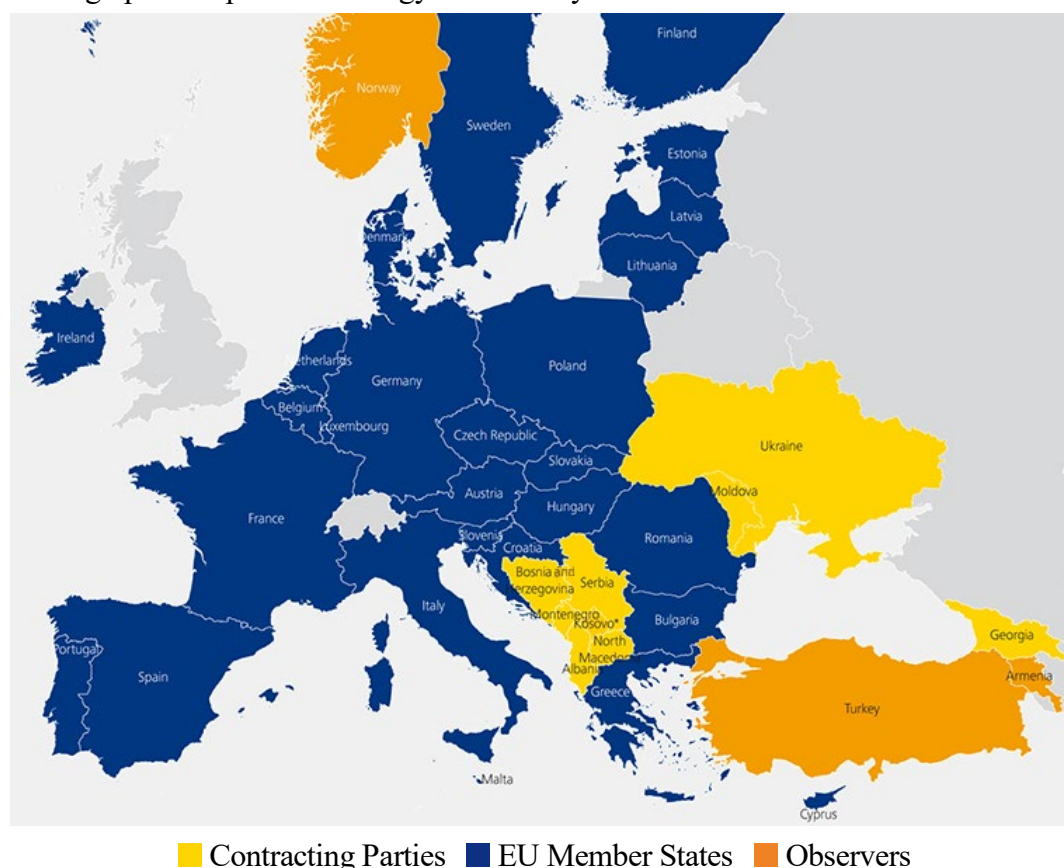 Finland
Norway
Sweden
Estonia
Latvia
Denmark
Lithuania
Ireland
Netherlands
Poland
Germany
Belgium
Luxembourg
Czech Republic
Ukraine
Slovakia
Moldova
Austria
Hungary
France
Slovenia
Romania
Croatia
Bosnia and
Herzegovina
Serbia
Italy
Montenegro
Kosovo*
Bulgaria
Georgia
North
Macedonia
Albania
Portugal
Spain
Armenia
Greece
Turkey
Malta
Cyprus
Contracting Parties EU Member States Observers